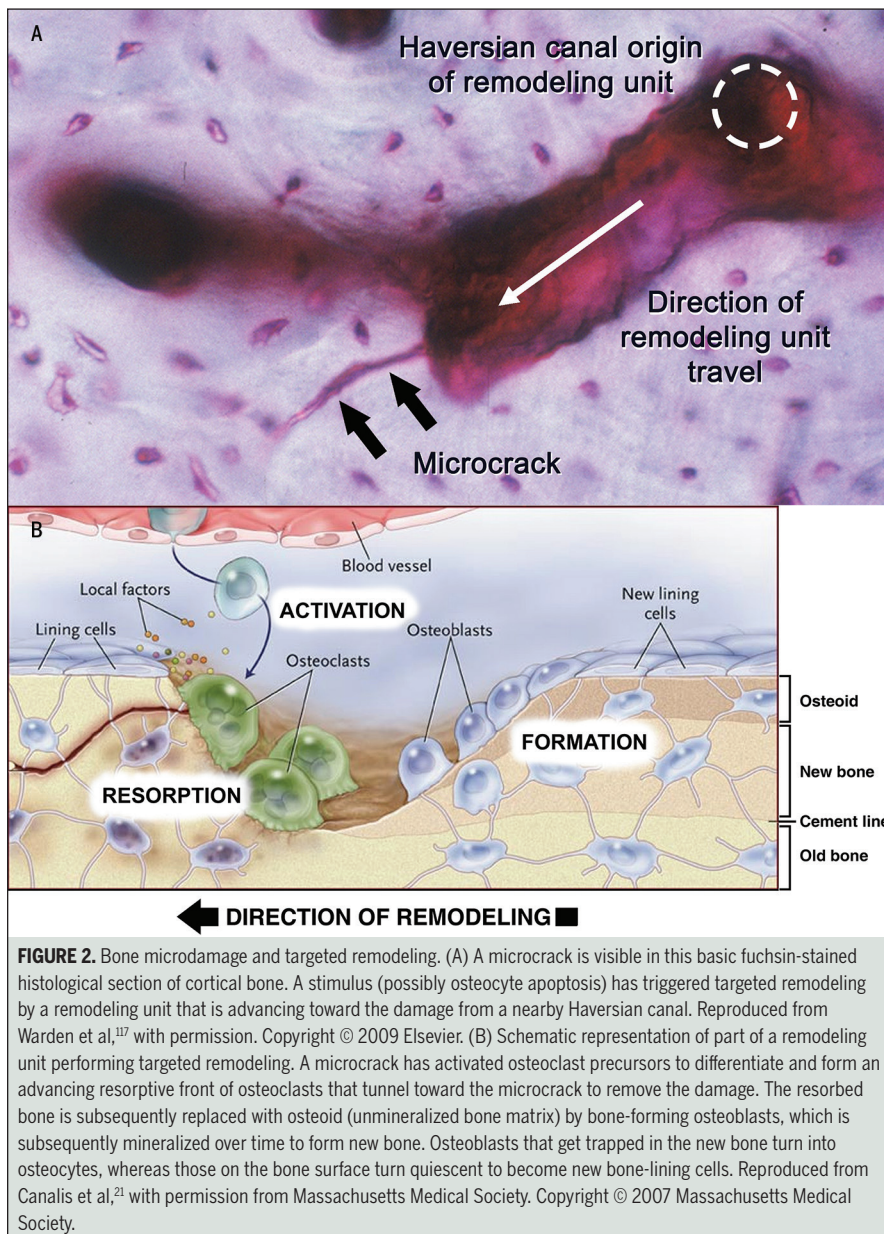 A
Haversian canal origin
of remodeling unit
Direction of
remodeling unit
travel
Microcrack
B
Blood vessel
Local factors
ACTIVATION
New lining
cells
Lining cells
Osteoblasts
Osteoclasts
Osteoid
FORMATION
New bone
RESORPTION
Cement line
Old bone
DIRECTION OF REMODELING
FIGURE 2. Bone microdamage and targeted remodeling. (A) A microcrack is visible in this basic fuchsin-stained
histological section of cortical bone. A stimulus (possibly osteocyte apoptosis) has triggered targeted remodeling
by a remodeling unit that is advancing toward the damage from a nearby Haversian canal. Reproduced from
Warden et al,117 with permission. Copyright © 2009 Elsevier. (B) Schematic representation of part of a remodeling
unit performing targeted remodeling. A microcrack has activated osteoclast precursors to differentiate and form an
advancing resorptive front of osteoclasts that tunnel toward the microcrack to remove the damage. The resorbed
bone is subsequently replaced with osteoid (unmineralized bone matrix) by bone-forming osteoblasts, which is
subsequently mineralized over time to form new bone. Osteoblasts that get trapped in the new bone turn into
osteocytes, whereas those on the bone surface turn quiescent to become new bone-lining cells. Reproduced from
Canalis et al,21 with permission from Massachusetts Medical Society. Copyright © 2007 Massachusetts Medical
Society.